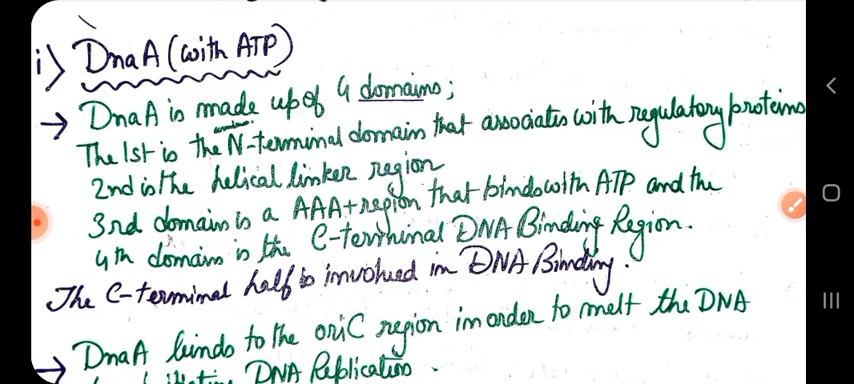 i) DnaA (with ATP)
→ DnaA is made up of 4 domains;
The 1st is the N-terminal domain that associates with regulatory proteins
2nd is the helical linker region
3rd domain is a AAA+ region that binds with ATP and the
4th domain is the C-terminal DNA Binding Region.
The C-terminal half is involved in DNA Binding.
→ DnaA binds to the oriC region in order to melt the DNA
DNA Replication.